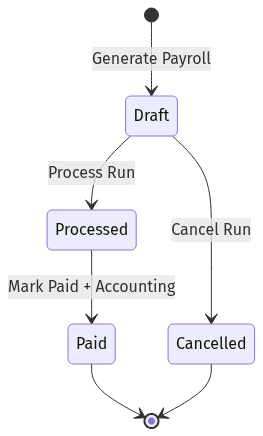 Generate Payroll
Draft
Process Run
Cancel Run
Processed
Mark Paid + Accounting
Paid
Cancelled